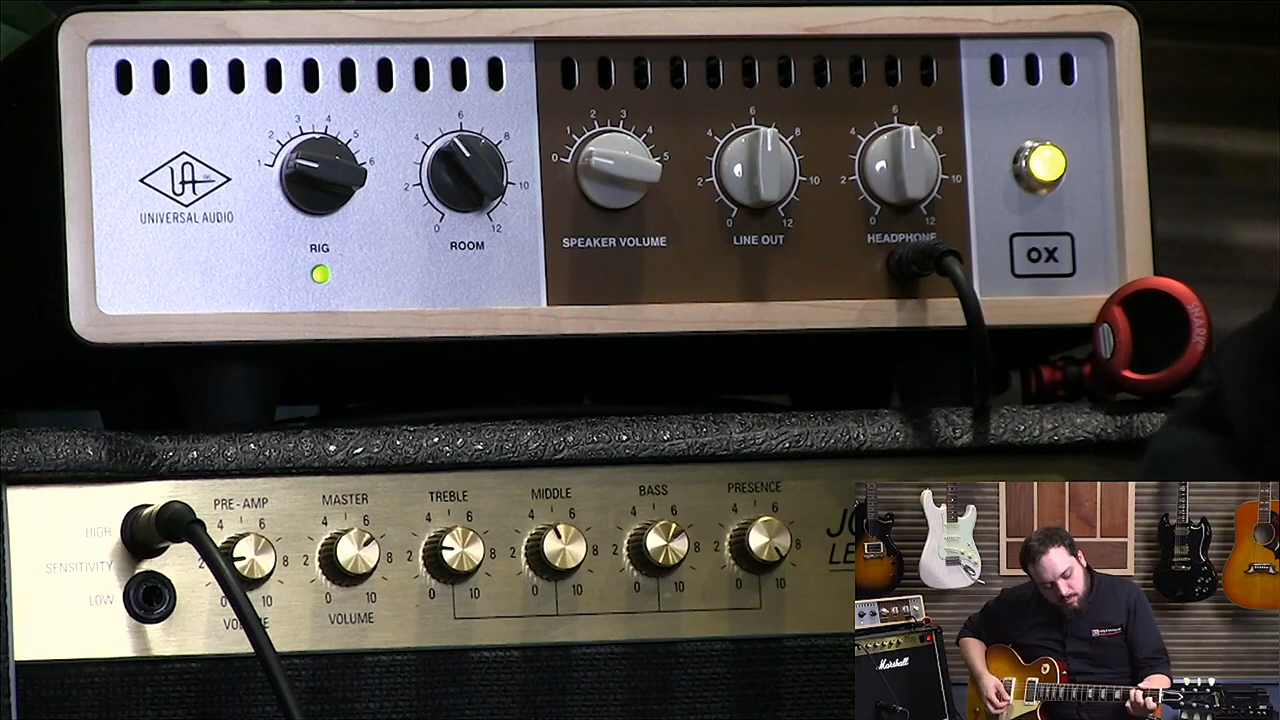 UA
UNIVERSAL AUDIO
1 2 3 4 5 6
RIG
0 2 4 6 8 10 12
ROOM
0 1 2 3 4 5
SPEAKER VOLUME
0 2 4 6 8 10 12
LINE OUT
0 2 4 6 8 10 12
HEADPHONE
OX
SNARK
HIGH
SENSITIVITY
LOW
PRE-AMP
2 4 6 8 0 10
MASTER
2 4 6 8 0 10
VOLUME
TREBLE
2 4 6 8 0 10
MIDDLE
2 4 6 8 0 10
BASS
2 4 6 8 0 10
PRESENCE
2 4 6 8 0 10
Marshall